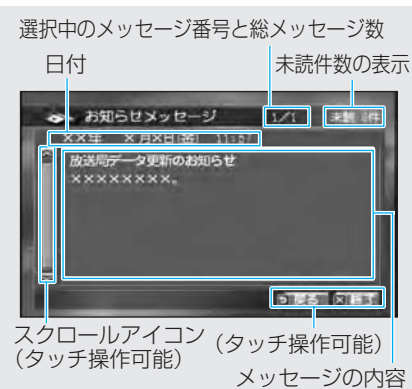 選択中のメッセージ番号と総メッセージ数
日付
未読件数の表示
お知らせメッセージ
1/1
未読 0件
××年 ×月×日(金) 11:07
放送局データ更新のお知らせ
××××××××。
戻る
終了
スクロールアイコン
(タッチ操作可能)
(タッチ操作可能)
メッセージの内容